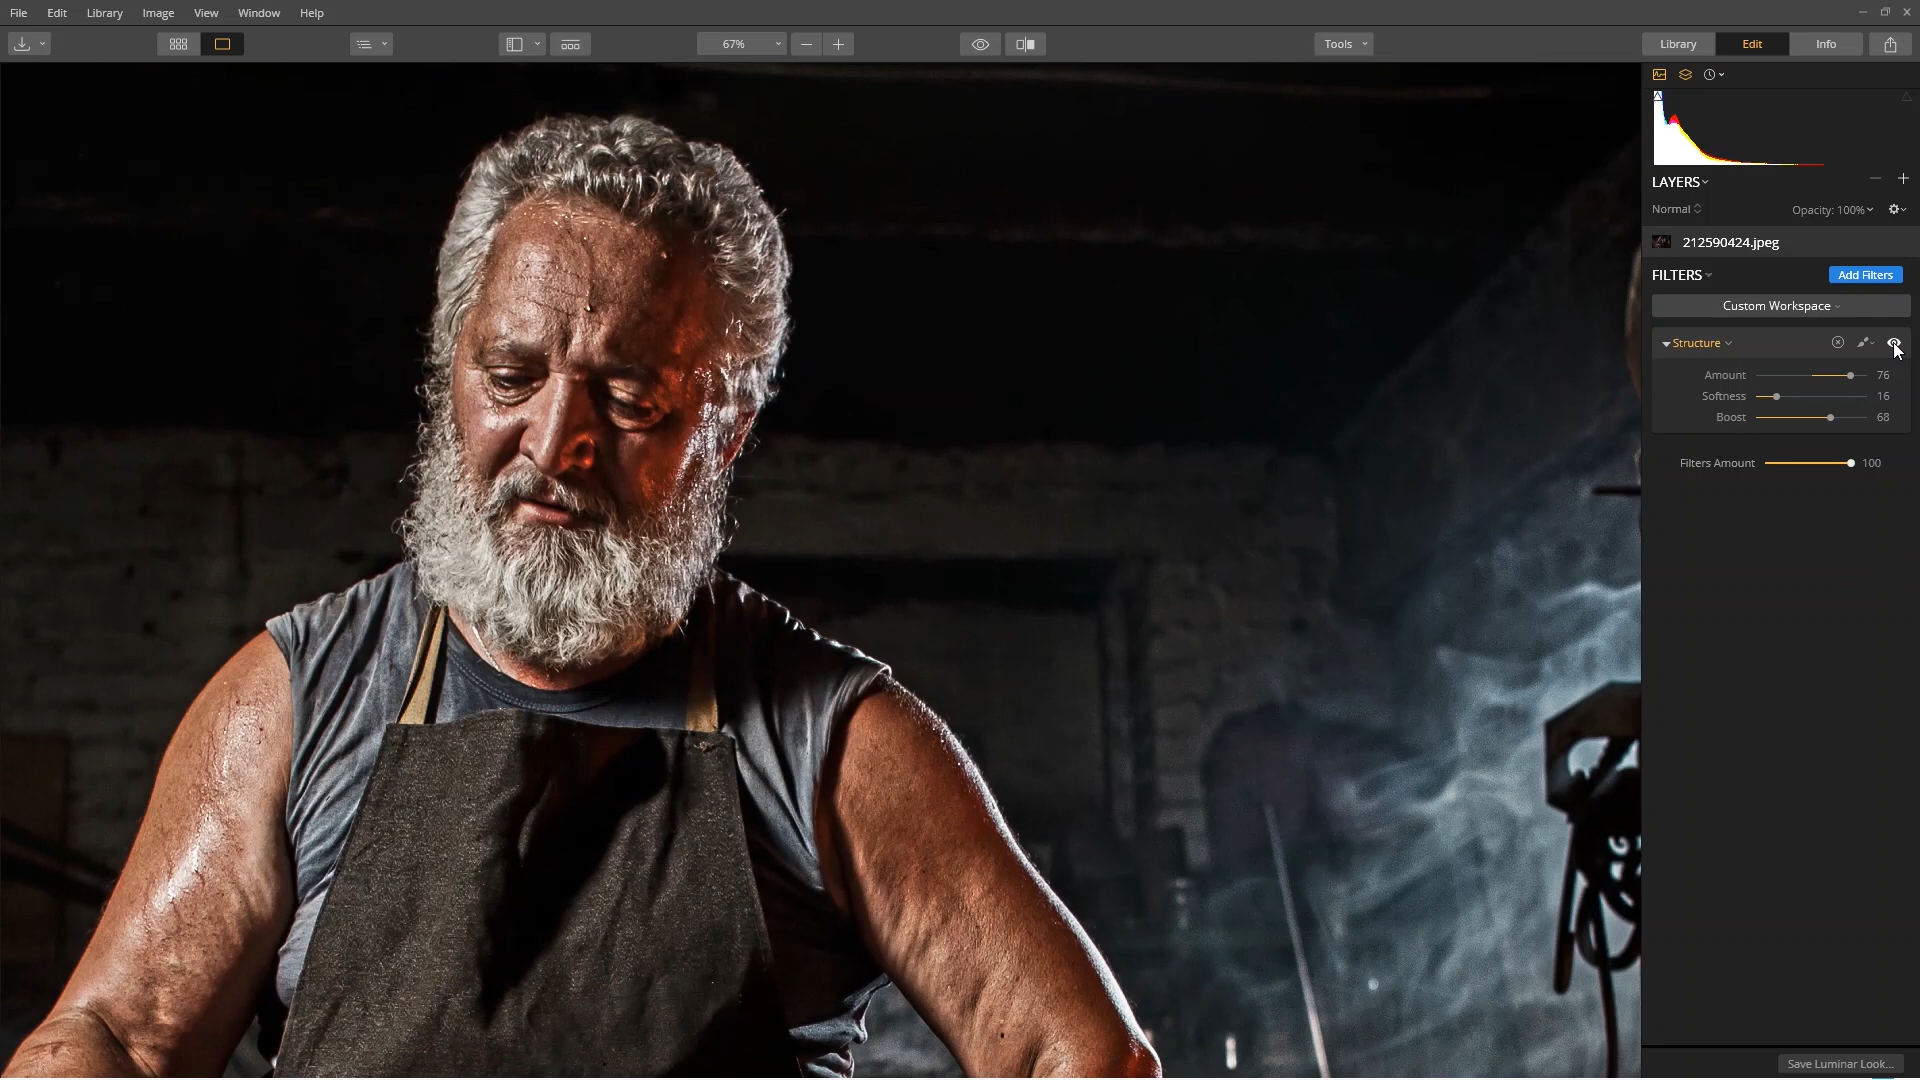 File Edit Library Image View Window Help
67% Tools Library Edit Info
LAYERS
Normal Opacity: 100%
212590424.jpeg
FILTERS Add Filters
Custom Workspace
Structure
Amount 76
Softness 16
Boost 68
Filters Amount 100
Save Luminar Look...